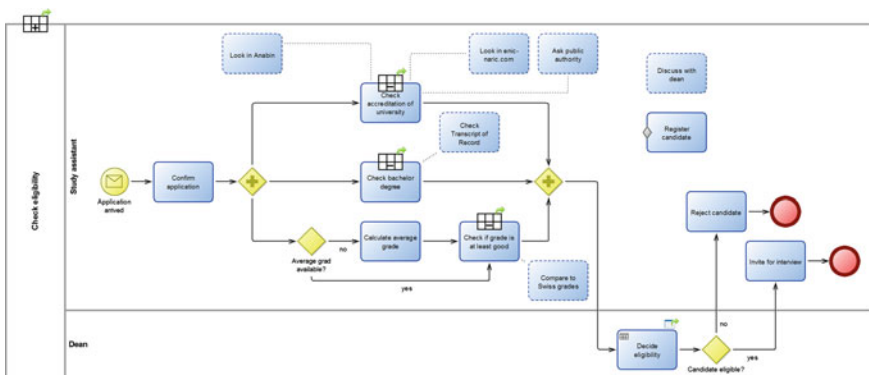 Check eligibility
Study assistant
Dean
Look in Anabin
Look in enic-
naric.com
Ask public
authority
Discuss with
dean
Check
accreditation of
university
Check
Transcript of
Record
Register
candidate
Application
arrived
Confirm
application
Check bachelor
degree
Reject candidate
Average grad
available?
no
Calculate average
grade
Check if grade is
at least good
yes
Compare to
Swiss grades
Invite for interview
Decide
eligibility
no
yes
Candidate eligible?